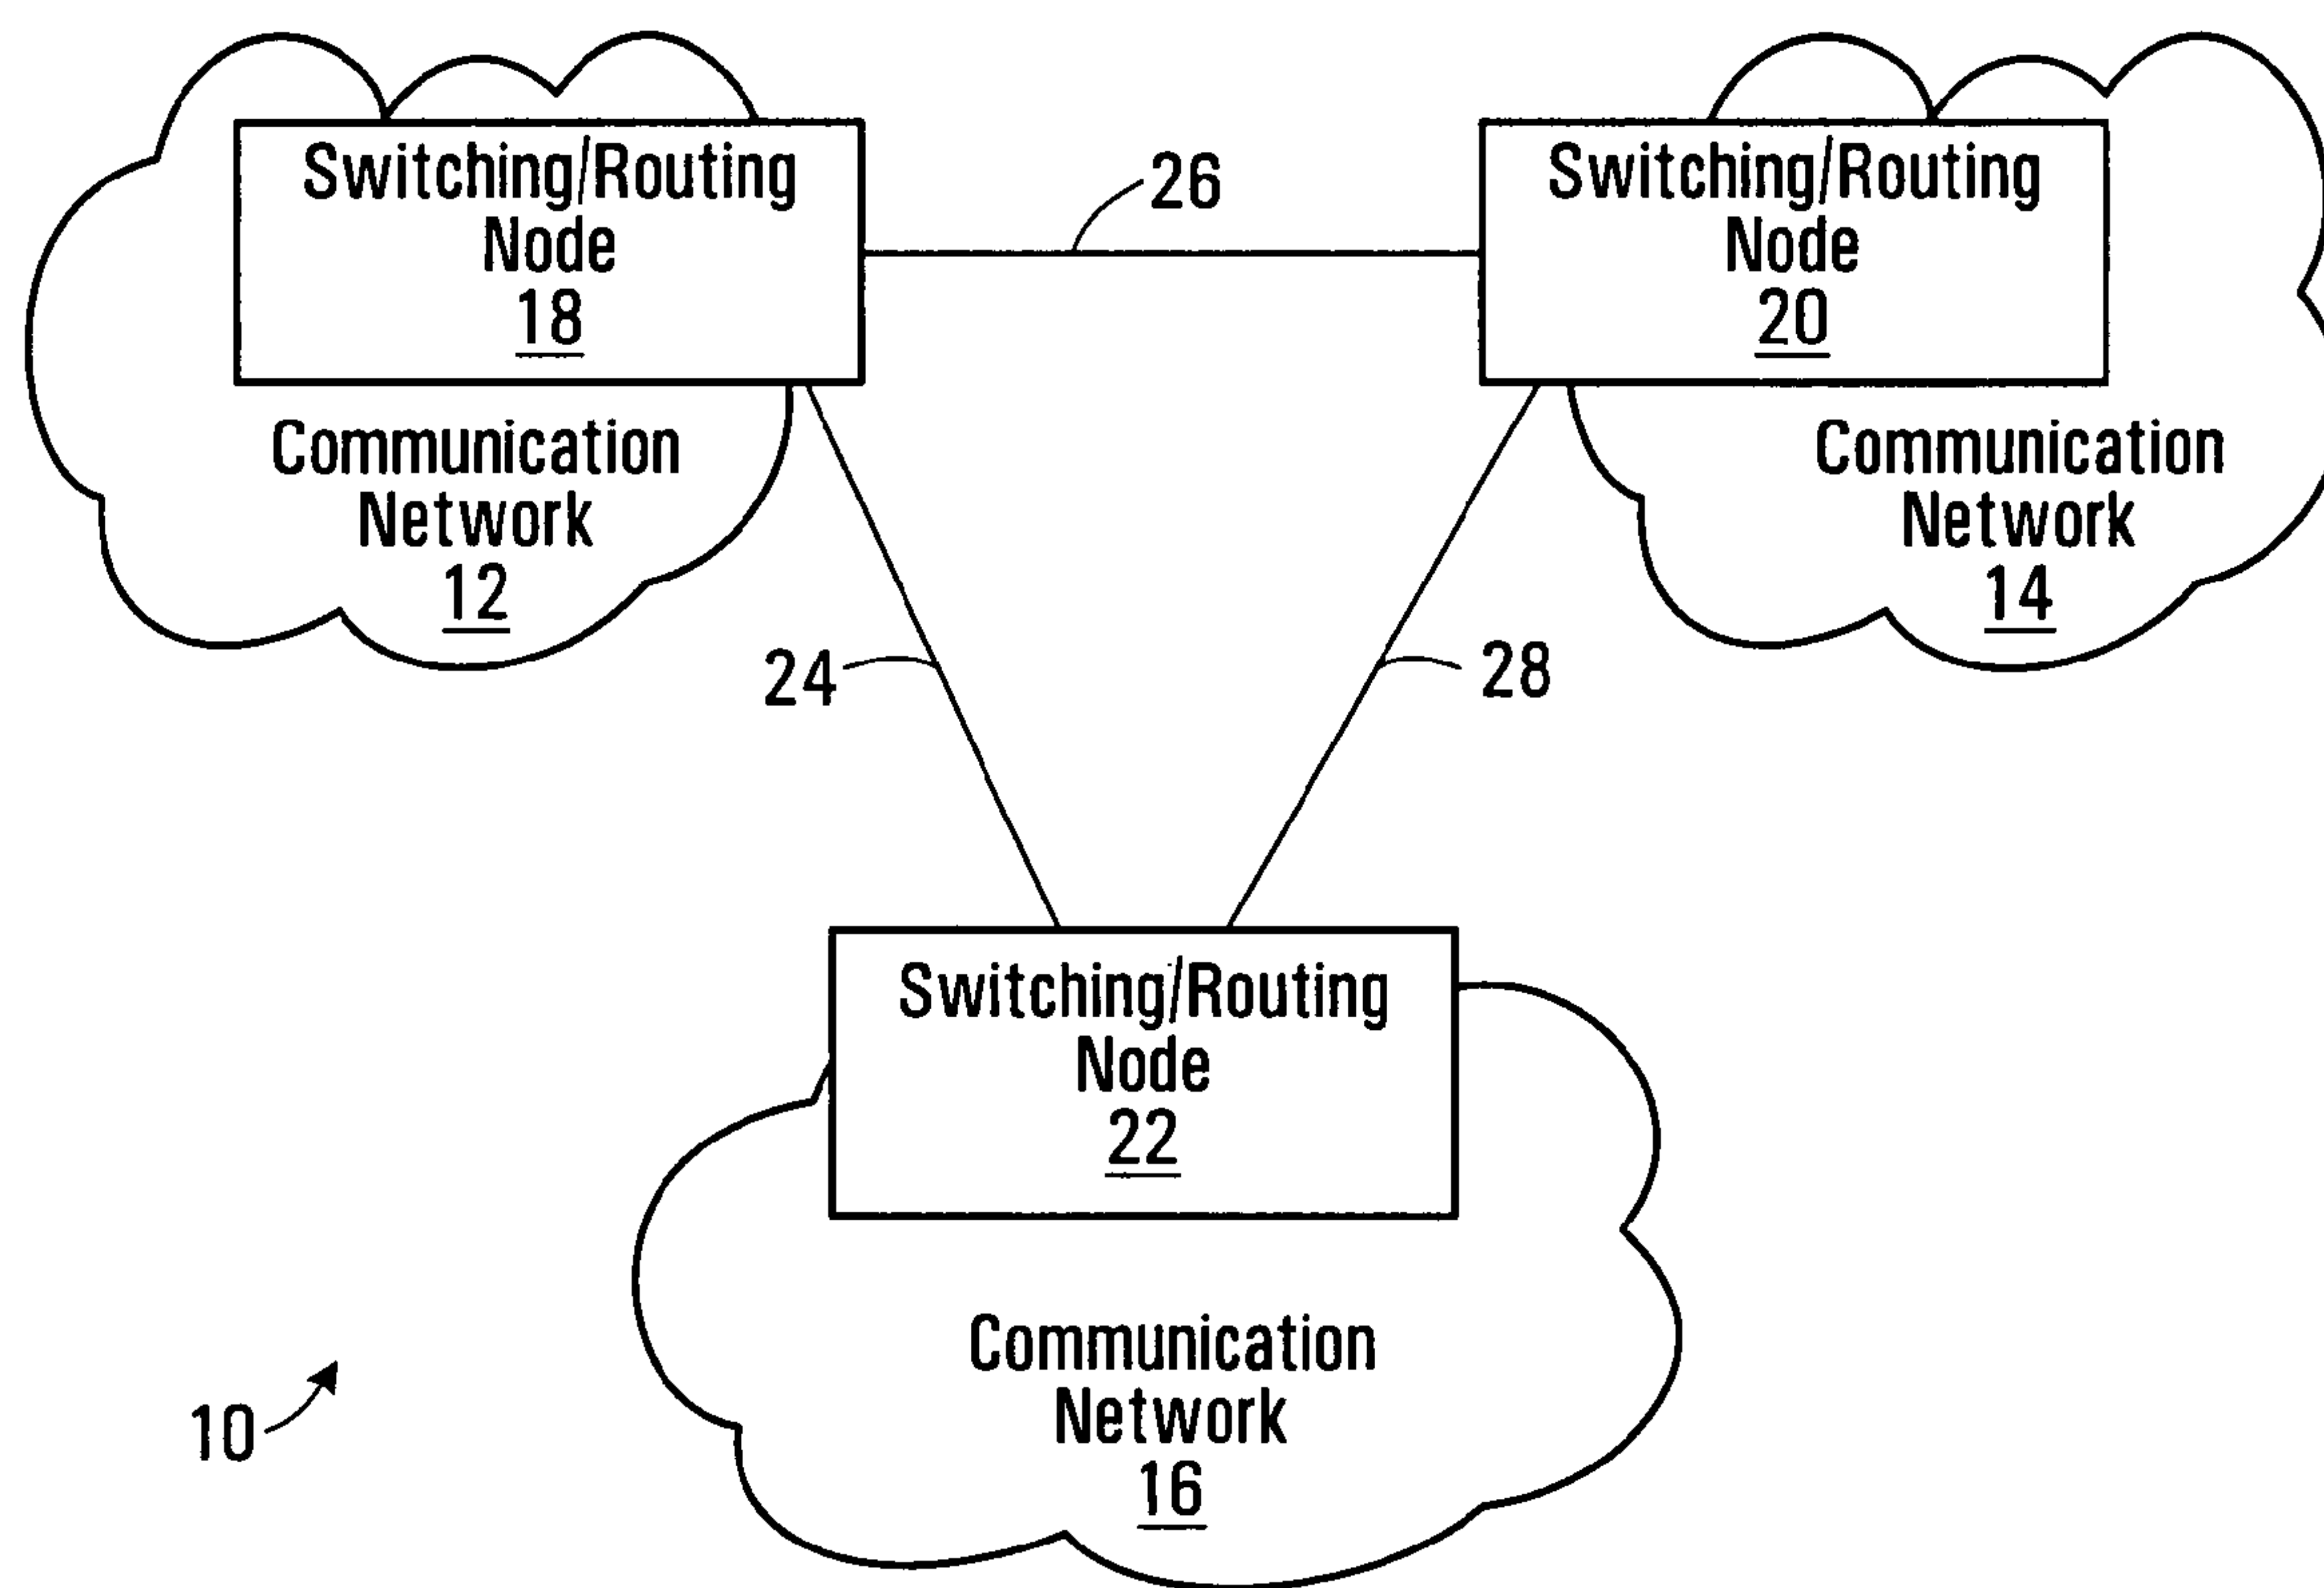 Switching/Routing
Node
18
Communication
Network
12
26
Switching/Routing
Node
20
Communication
Network
14
24
28
Switching/Routing
Node
22
Communication
Network
16
10